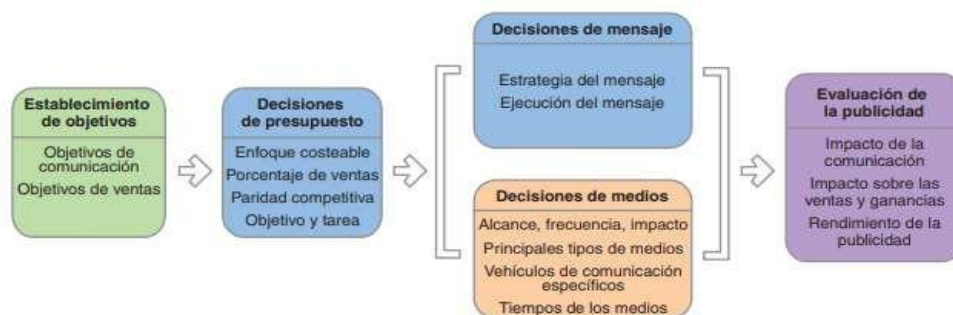 Establecimiento
de objetivos
Objetivos de
comunicación
Objetivos de ventas
Decisiones
de presupuesto
Enfoque costeable
Porcentaje de ventas
Paridad competitiva
Objetivo y tarea
Decisiones de mensaje
Estrategia del mensaje
Ejecución del mensaje
Decisiones de medios
Alcance, frecuencia, impacto
Principales tipos de medios
Vehículos de comunicación
específicos
Tiempos de los medios
Evaluación de
la publicidad
Impacto de la
comunicación
Impacto sobre las
ventas y ganancias
Rendimiento de la
publicidad